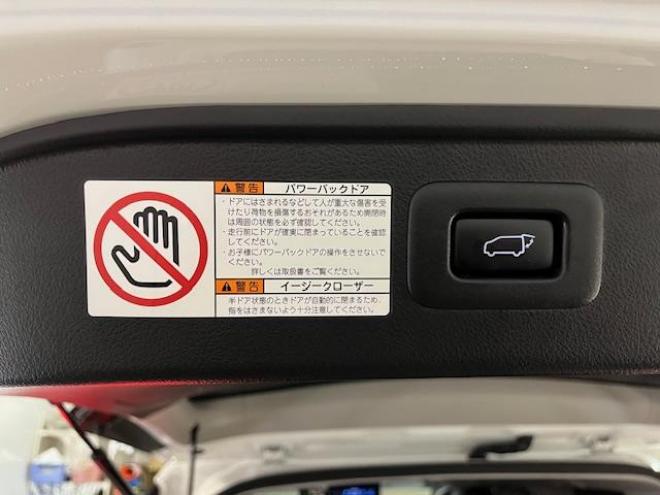 警告 パワーバックドア
・ドアにはさまれるなどして人が重大な傷害を受
けたり荷物を損傷するおそれがあるため開閉時
は周囲の状態を必ず確認してください。
・走行前にドアが確実に閉まっていることを確認
してください。
・お子様にパワーバックドアの操作をさせないで
ください。
詳しくは取扱書をご覧ください。
警告 イージークローザー
半ドア状態のときドアが自動的に閉まるため、
指をはさまないよう十分注意してください。